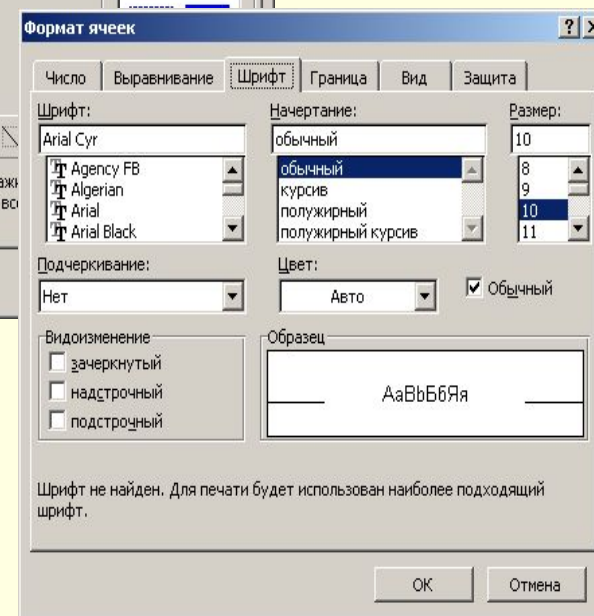 Формат ячеек
Число Выравнивание Шрифт Граница Вид Защита
Шрифт: Начертание: Размер:
Arial Cyr обычный 10
Agency FB обычный 8
Algerian курсив 9
Arial полужирный 10
Arial Black полужирный курсив 11
Подчеркивание: Цвет:
Нет Авто Обычный
Видоизменение Образец
зачеркнутый
надстрочный АаВbБбЯя
подстрочный
Шрифт не найден. Для печати будет использован наиболее подходящий
шрифт.
ОК Отмена